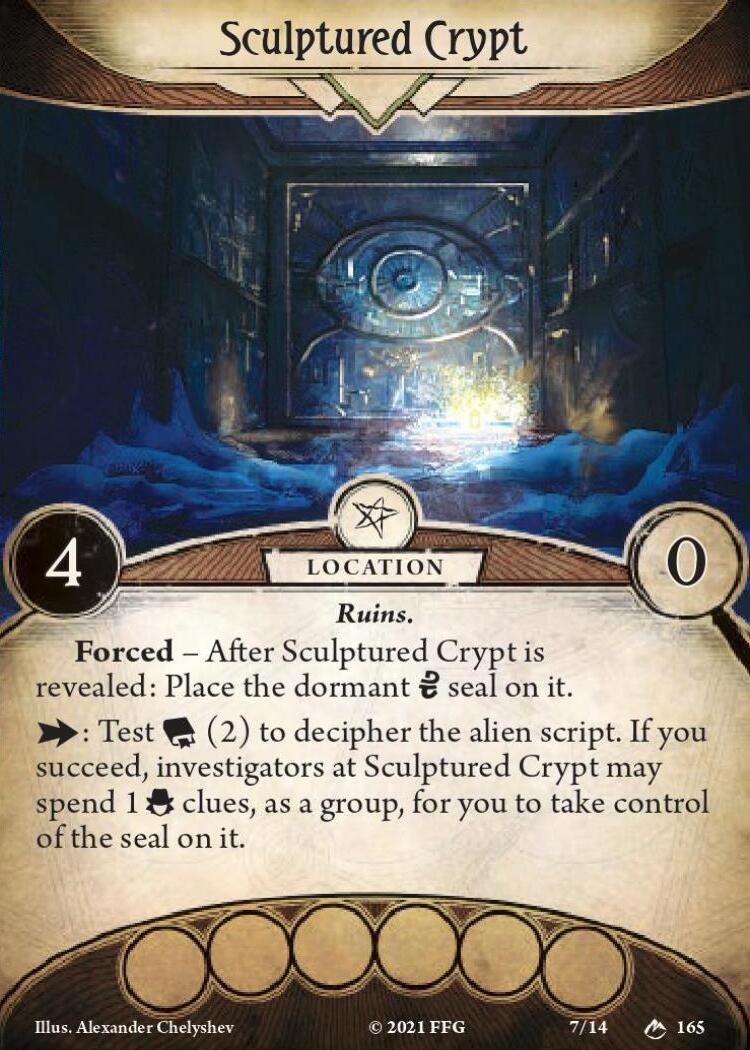 Sculptured Crypt
4
LOCATION
0
Ruins.
Forced – After Sculptured Crypt is
revealed: Place the dormant seal on it.
: Test (2) to decipher the alien script. If you
succeed, investigators at Sculptured Crypt may
spend 1 clues, as a group, for you to take control
of the seal on it.
Illus. Alexander Chelyshev © 2021 FFG 7/14 165